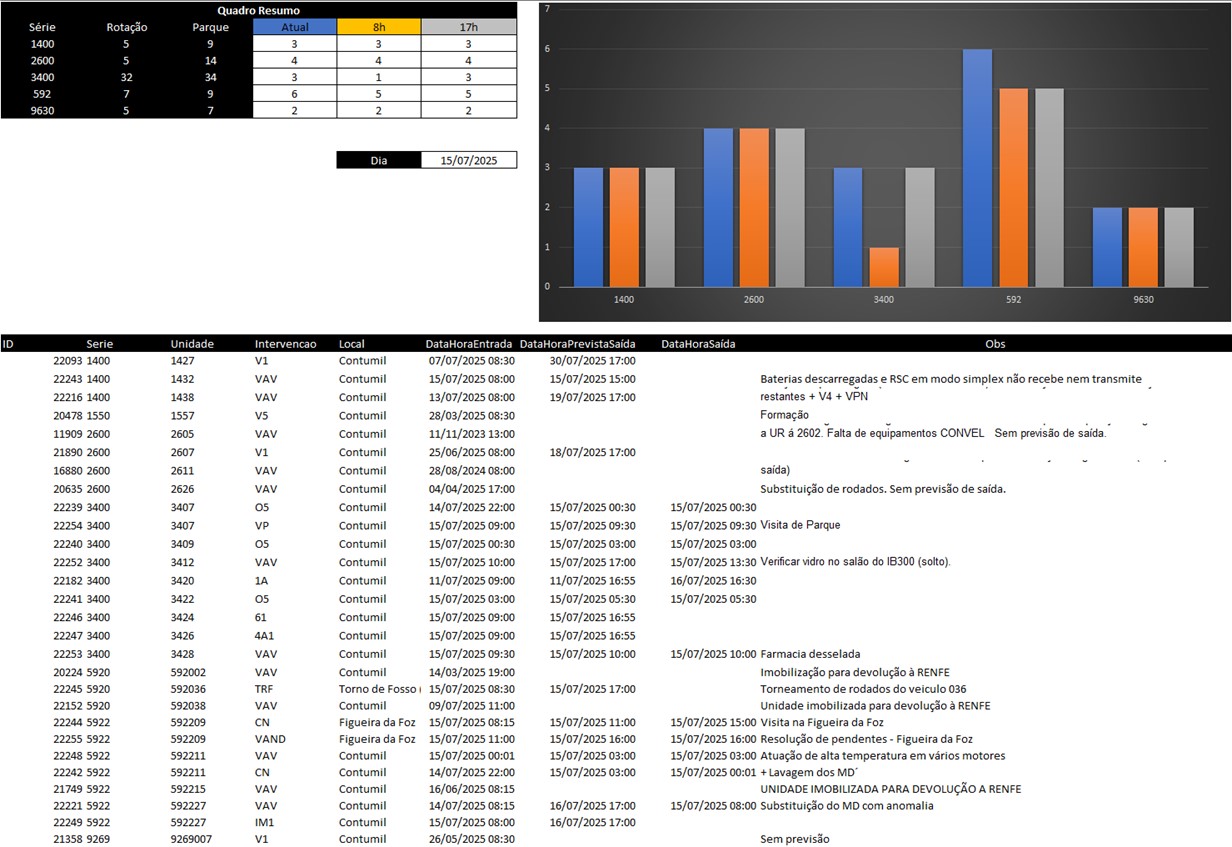 Quadro Resumo
Série Rotação Parque Atual 8h 17h
1400 5 9 3 3 3
2600 5 14 4 4 4
3400 32 34 3 1 3
592 7 9 6 5 5
9630 5 7 2 2 2
Dia 15/07/2025
7
6
5
4
3
2
1
0
1400 2600 3400 592 9630
ID Serie Unidade Intervencao Local DataHoraEntrada DataHoraPrevistaSaída DataHoraSaída Obs
22093 1400 1427 V1 Contumil 07/07/2025 08:30 30/07/2025 17:00
22243 1400 1432 VAV Contumil 15/07/2025 08:00 15/07/2025 15:00 Baterias descarregadas e RSC em modo simplex não recebe nem transmite
22216 1400 1438 VAV Contumil 13/07/2025 08:00 19/07/2025 17:00 restantes + V4 + VPN
20478 1550 1557 V5 Contumil 28/03/2025 08:30 Formação
11909 2600 2605 VAV Contumil 11/11/2023 13:00 a UR á 2602. Falta de equipamentos CONVEL Sem previsão de saída.
21890 2600 2607 V1 Contumil 25/06/2025 08:00 18/07/2025 17:00
16880 2600 2611 VAV Contumil 28/08/2024 08:00 saída)
20635 2600 2626 VAV Contumil 04/04/2025 17:00 Substituição de rodados. Sem previsão de saída.
22239 3400 3407 O5 Contumil 14/07/2025 22:00 15/07/2025 00:30 15/07/2025 00:30
22254 3400 3407 VP Contumil 15/07/2025 09:00 15/07/2025 09:30 15/07/2025 09:30 Visita de Parque
22240 3400 3409 O5 Contumil 15/07/2025 00:30 15/07/2025 03:00 15/07/2025 03:00
22252 3400 3412 VAV Contumil 15/07/2025 10:00 15/07/2025 17:00 15/07/2025 13:30 Verificar vidro no salão do IB300 (solto).
22182 3400 3420 1A Contumil 11/07/2025 09:00 11/07/2025 16:55 16/07/2025 16:30
22241 3400 3422 O5 Contumil 15/07/2025 03:00 15/07/2025 05:30 15/07/2025 05:30
22246 3400 3424 61 Contumil 15/07/2025 09:00 15/07/2025 16:55
22247 3400 3426 4A1 Contumil 15/07/2025 09:00 15/07/2025 16:55
22253 3400 3428 VAV Contumil 15/07/2025 09:30 15/07/2025 10:00 15/07/2025 10:00 Farmacia desselada
20224 5920 592002 VAV Contumil 14/03/2025 19:00 Imobilização para devolução à RENFE
22245 5920 592036 TRF Torno de Fosso ( 15/07/2025 08:30 15/07/2025 17:00 Torneamento de rodados do veiculo 036
22152 5920 592038 VAV Contumil 09/07/2025 11:00 Unidade imobilizada para devolução à RENFE
22244 5922 592209 CN Figueira da Foz 15/07/2025 08:15 15/07/2025 11:00 15/07/2025 15:00 Visita na Figueira da Foz
22255 5922 592209 VAND Figueira da Foz 15/07/2025 11:00 15/07/2025 16:00 15/07/2025 16:00 Resolução de pendentes - Figueira da Foz
22248 5922 592211 VAV Contumil 15/07/2025 00:01 15/07/2025 03:00 15/07/2025 03:00 Atuação de alta temperatura em vários motores
22242 5922 592211 CN Contumil 14/07/2025 22:00 15/07/2025 03:00 15/07/2025 00:01 + Lavagem dos MD´
21749 5922 592215 VAV Contumil 16/06/2025 08:15 UNIDADE IMOBILIZADA PARA DEVOLUÇÃO A RENFE
22221 5922 592227 VAV Contumil 14/07/2025 08:15 16/07/2025 17:00 15/07/2025 08:00 Substituição do MD com anomalia
22249 5922 592227 IM1 Contumil 15/07/2025 08:00 16/07/2025 17:00
21358 9269 9269007 V1 Contumil 26/05/2025 08:30 Sem previsão